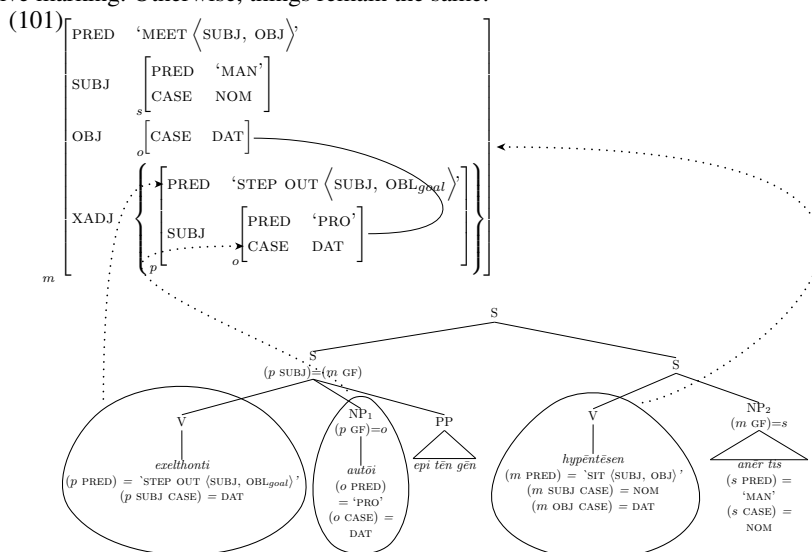 ve marking. Otherwise, things remain the same.
(101)
PRED ‘MEET ⟨SUBJ, OBJ⟩’
SUBJ s[PRED ‘MAN’
CASE NOM]
OBJ o[CASE DAT]
XADJ {p[PRED ‘STEP OUT ⟨SUBJ, OBLgoal⟩’
SUBJ o[PRED ‘PRO’
CASE DAT]]}
m
S
S
(p SUBJ)=(m GF)
S
V
NP1
(p GF)=o
PP
V
NP2
(m GF)=s
exelthonti
(p PRED) = ‘STEP OUT ⟨SUBJ, OBLgoal⟩’
(p SUBJ CASE) = DAT
autōi
(o PRED)
= ‘PRO’
(o CASE) =
DAT
epi tēn gēn
hypēntēsen
(m PRED) = ‘SIT ⟨SUBJ, OBJ⟩’
(m SUBJ CASE) = NOM
(m OBJ CASE) = DAT
anēr tis
(s PRED) =
‘MAN’
(s CASE) =
NOM